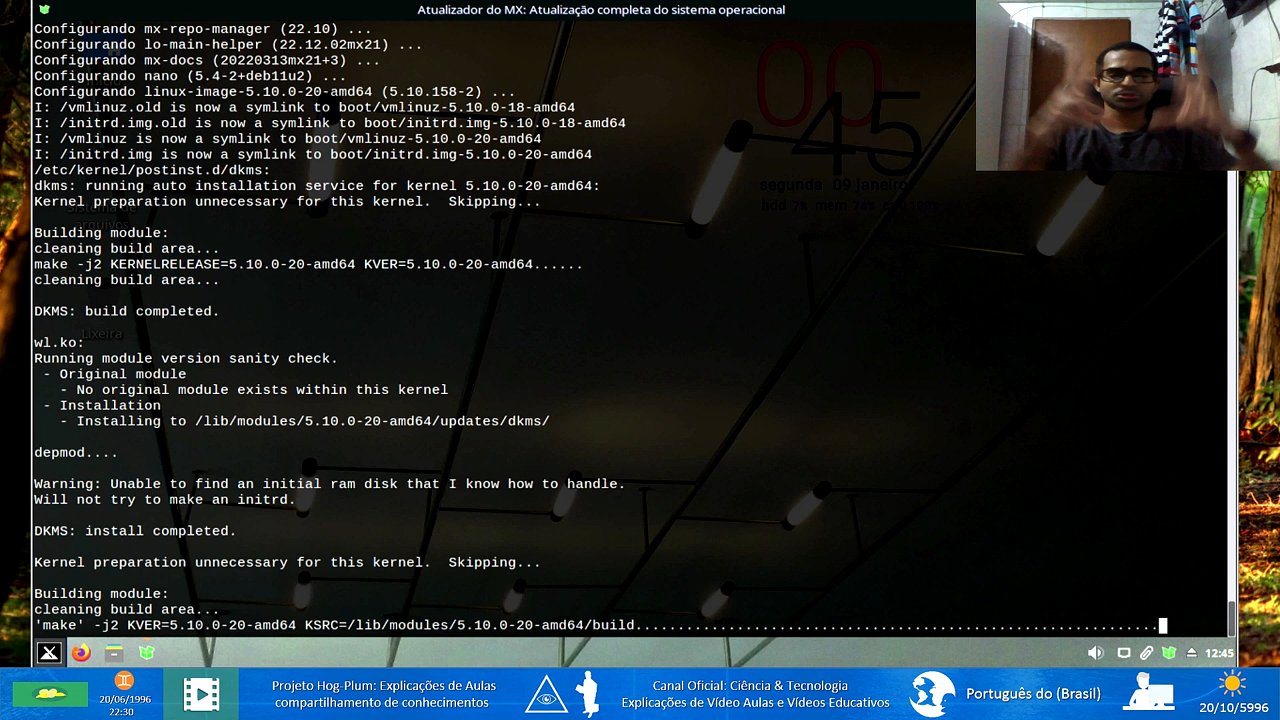 Atualizador do MX: Atualização completa do sistema operacional
Configurando mx-repo-manager (22.10) ...
Configurando lo-main-helper (22.12.02mx21) ...
Configurando mx-docs (20220313mx21+3) ...
Configurando nano (5.4-2+deb11u2) ...
Configurando linux-image-5.10.0-20-amd64 (5.10.158-2) ...
I: /vmlinuz.old is now a symlink to boot/vmlinuz-5.10.0-18-amd64
I: /initrd.img.old is now a symlink to boot/initrd.img-5.10.0-18-amd64
I: /vmlinuz is now a symlink to boot/vmlinuz-5.10.0-20-amd64
I: /initrd.img is now a symlink to boot/initrd.img-5.10.0-20-amd64
/etc/kernel/postinst.d/dkms:
dkms: running auto installation service for kernel 5.10.0-20-amd64:
Kernel preparation unnecessary for this kernel.  Skipping...
Building module:
cleaning build area...
make -j2 KERNELRELEASE=5.10.0-20-amd64 KVER=5.10.0-20-amd64......
cleaning build area...
DKMS: build completed.
wl.ko:
Running module version sanity check.
- Original module
- No original module exists within this kernel
- Installation
- Installing to /lib/modules/5.10.0-20-amd64/updates/dkms/
depmod....
Warning: Unable to find an initial ram disk that I know how to handle.
Will not try to make an initrd.
DKMS: install completed.
Kernel preparation unnecessary for this kernel.  Skipping...
Building module:
cleaning build area...
'make' -j2 KVER=5.10.0-20-amd64 KSRC=/lib/modules/5.10.0-20-amd64/build..............................................................
00
45
segunda 09 janeiro
hdd 7% mem 74% cpu 100%
Sistema de
arquivos
Lixeira
12:45
20/06/1996
22:30
Projeto Hog-Plum: Explicações de Aulas
compartilhamento de conhecimentos
Canal Oficial: Ciência & Tecnologia
Explicações de Vídeo Aulas e Vídeos Educativos
Português do (Brasil)
20/10/5996